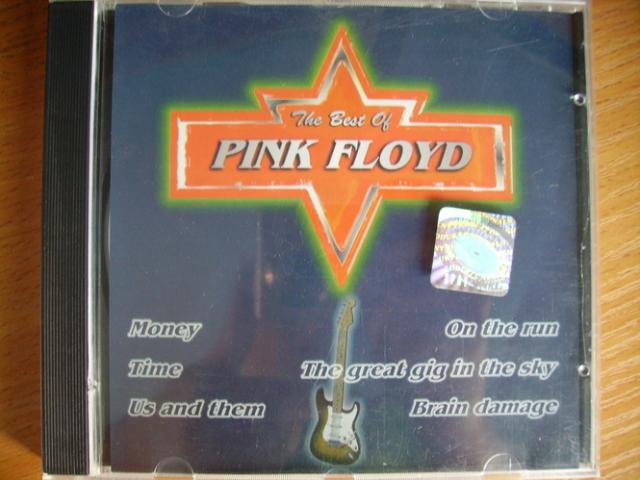 The Best Of
PINK FLOYD
Money
On the run
Time
The great gig in the sky
Us and them
Brain damage